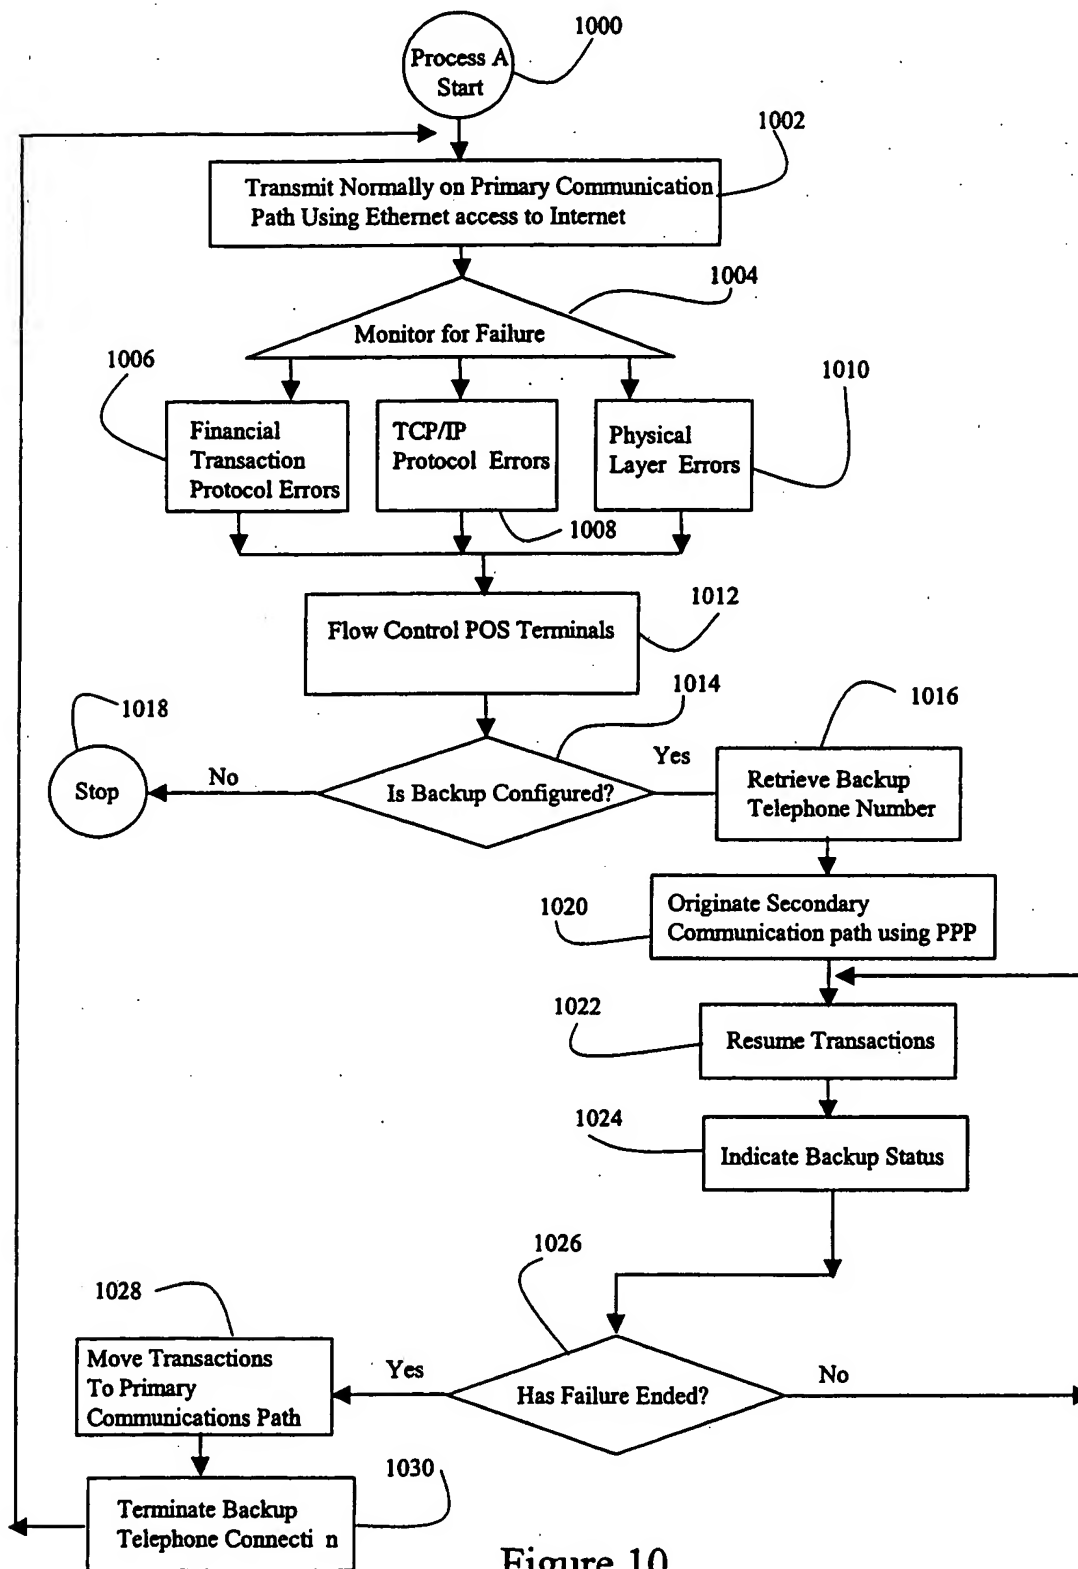 1000
Process A
Start
1002
Transmit Normally on Primary Communication
Path Using Ethernet access to Internet
1004
Monitor for Failure
1006
1010
Financial
Transaction
Protocol Errors
TCP/IP
Protocol Errors
Physical
Layer Errors
1008
1012
Flow Control POS Terminals
1014
1016
1018
No
Yes
Stop
Is Backup Configured?
Retrieve Backup
Telephone Number
1020
Originate Secondary
Communication path using PPP
1022
Resume Transactions
1024
Indicate Backup Status
1026
1028
Move Transactions
To Primary
Communications Path
Yes
Has Failure Ended?
No
1030
Terminate Backup
Telephone Connecti n
Figure 10